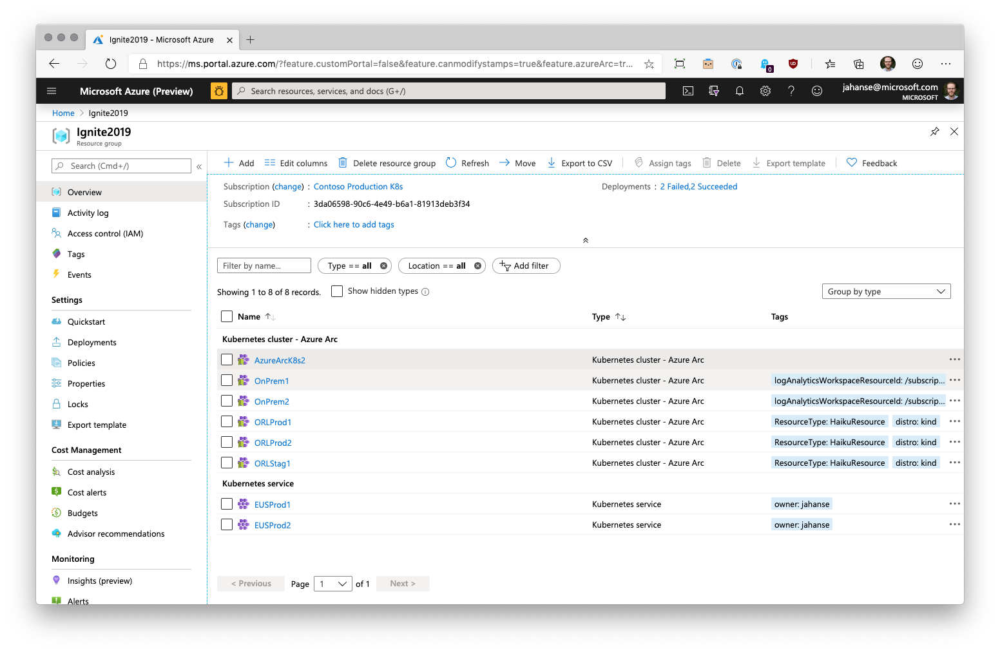 Ignite2019 - Microsoft Azure
https://ms.portal.azure.com/?feature.customPortal=false&feature.canmodifystamps=true&feature.azureArc=tr...
0
Microsoft Azure (Preview)
Search resources, services, and docs (G+/)
jahanse@microsoft.com
MICROSOFT
Home > Ignite2019
Ignite2019
Resource group
Search (Cmd+/)
«
Overview
Activity log
Access control (IAM)
Tags
Events
Settings
Quickstart
Deployments
Policies
Properties
Locks
Export template
Cost Management
Cost analysis
Cost alerts
Budgets
Advisor recommendations
Monitoring
Insights (preview)
Alerts
Add Edit columns Delete resource group Refresh Move Export to CSV Assign tags Delete Export template Feedback
Subscription (change) : Contoso Production K8s
Deployments : 2 Failed,2 Succeeded
Subscription ID : 3da06598-90c6-4e49-b6a1-81913deb3f34
Tags (change) : Click here to add tags
Filter by name... Type == all Location == all Add filter
Showing 1 to 8 of 8 records. Show hidden types
Group by type
Name Type Tags
Kubernetes cluster - Azure Arc
AzureArcK8s2 Kubernetes cluster - Azure Arc
OnPrem1 Kubernetes cluster - Azure Arc logAnalyticsWorkspaceResourceId: /subscrip...
OnPrem2 Kubernetes cluster - Azure Arc logAnalyticsWorkspaceResourceId: /subscrip...
ORLProd1 Kubernetes cluster - Azure Arc ResourceType: HaikuResource distro: kind
ORLProd2 Kubernetes cluster - Azure Arc ResourceType: HaikuResource distro: kind
ORLStag1 Kubernetes cluster - Azure Arc ResourceType: HaikuResource distro: kind
Kubernetes service
EUSProd1 Kubernetes service owner: jahanse
EUSProd2 Kubernetes service owner: jahanse
< Previous Page 1 of 1 Next >